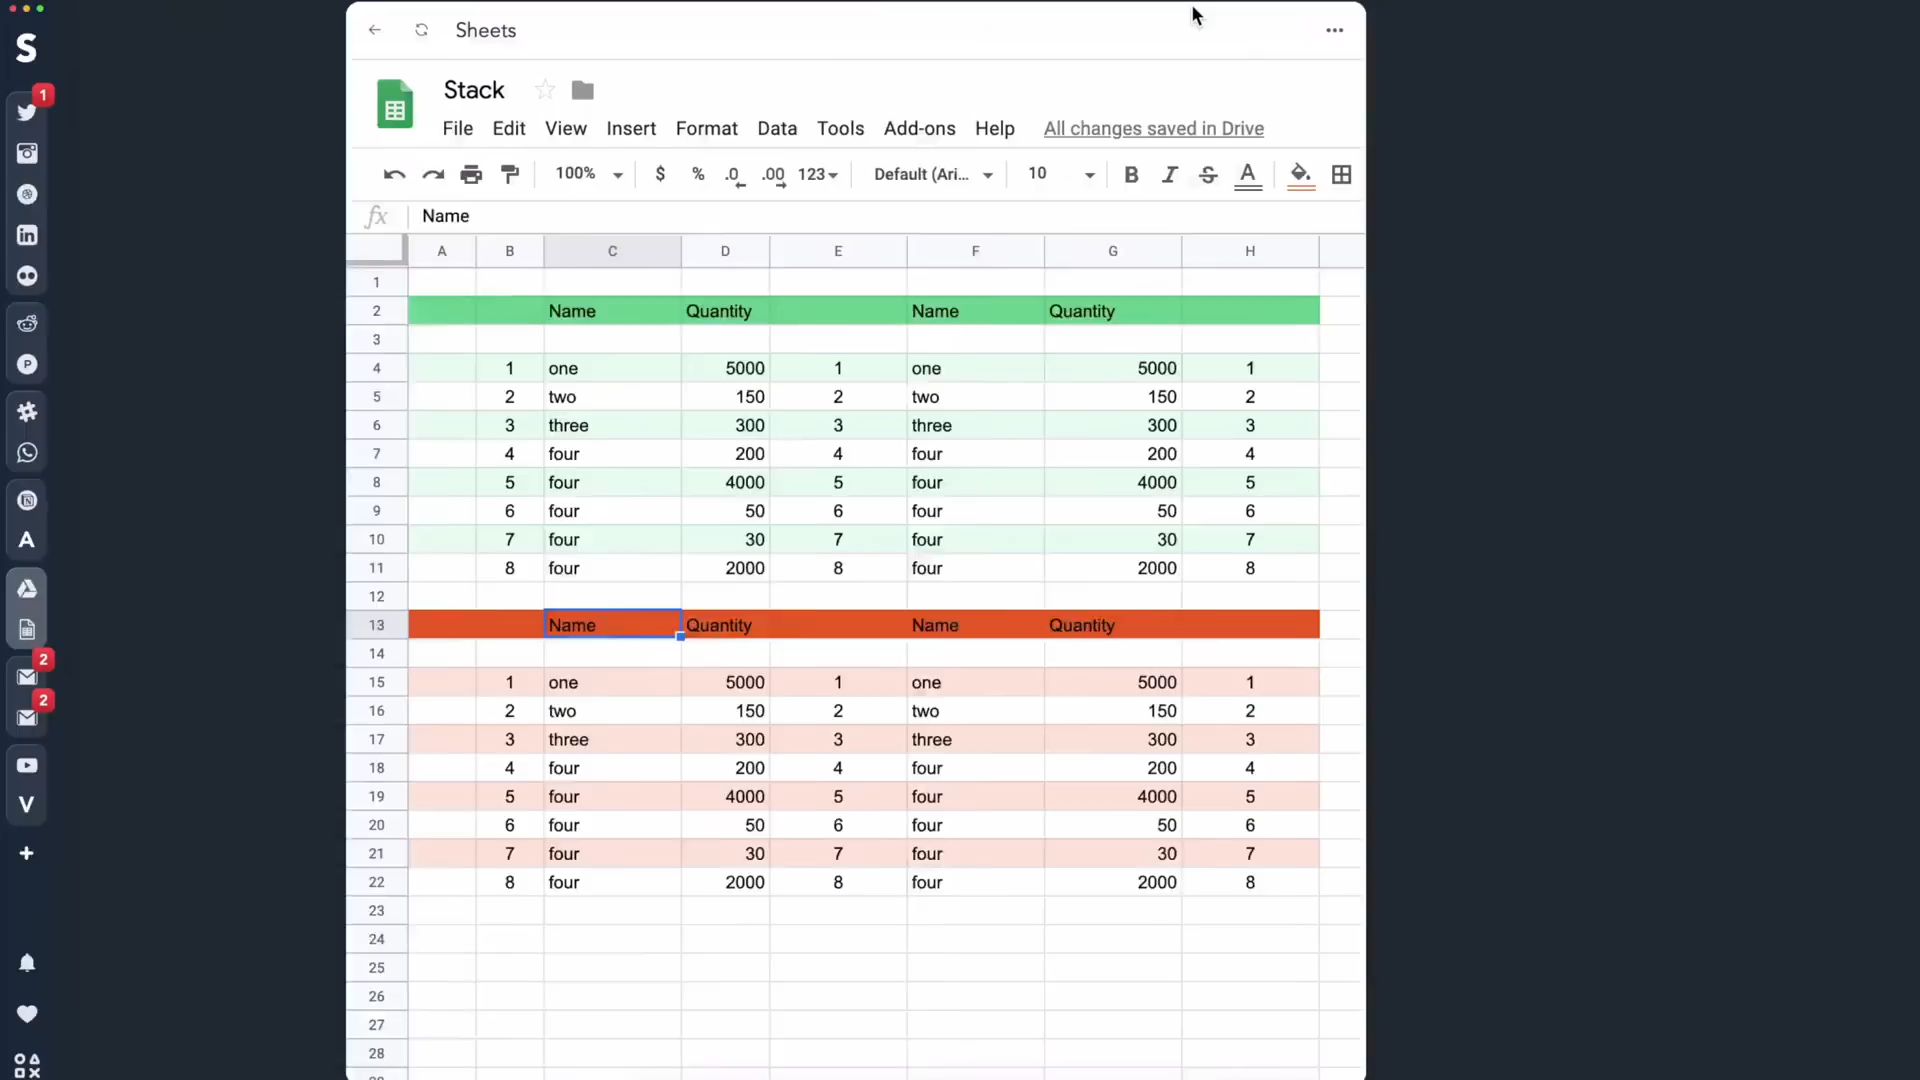 S
Sheets
Stack
1
File Edit View Insert Format Data Tools Add-ons Help All changes saved in Drive
100% $ % .0 .00 123 Default (Ari... 10 B I S A
in
fx Name
A B C D E F G H
1
2 Name Quantity Name Quantity
3
P
4 1 one 5000 1 one 5000 1
5 2 two 150 2 two 150 2
6 3 three 300 3 three 300 3
7 4 four 200 4 four 200 4
8 5 four 4000 5 four 4000 5
9 6 four 50 6 four 50 6
N
10 7 four 30 7 four 30 7
A
11 8 four 2000 8 four 2000 8
12
13 Name Quantity Name Quantity
14
2
15 1 one 5000 1 one 5000 1
2
16 2 two 150 2 two 150 2
17 3 three 300 3 three 300 3
18 4 four 200 4 four 200 4
19 5 four 4000 5 four 4000 5
V
20 6 four 50 6 four 50 6
21 7 four 30 7 four 30 7
22 8 four 2000 8 four 2000 8
23
24
25
26
27
28